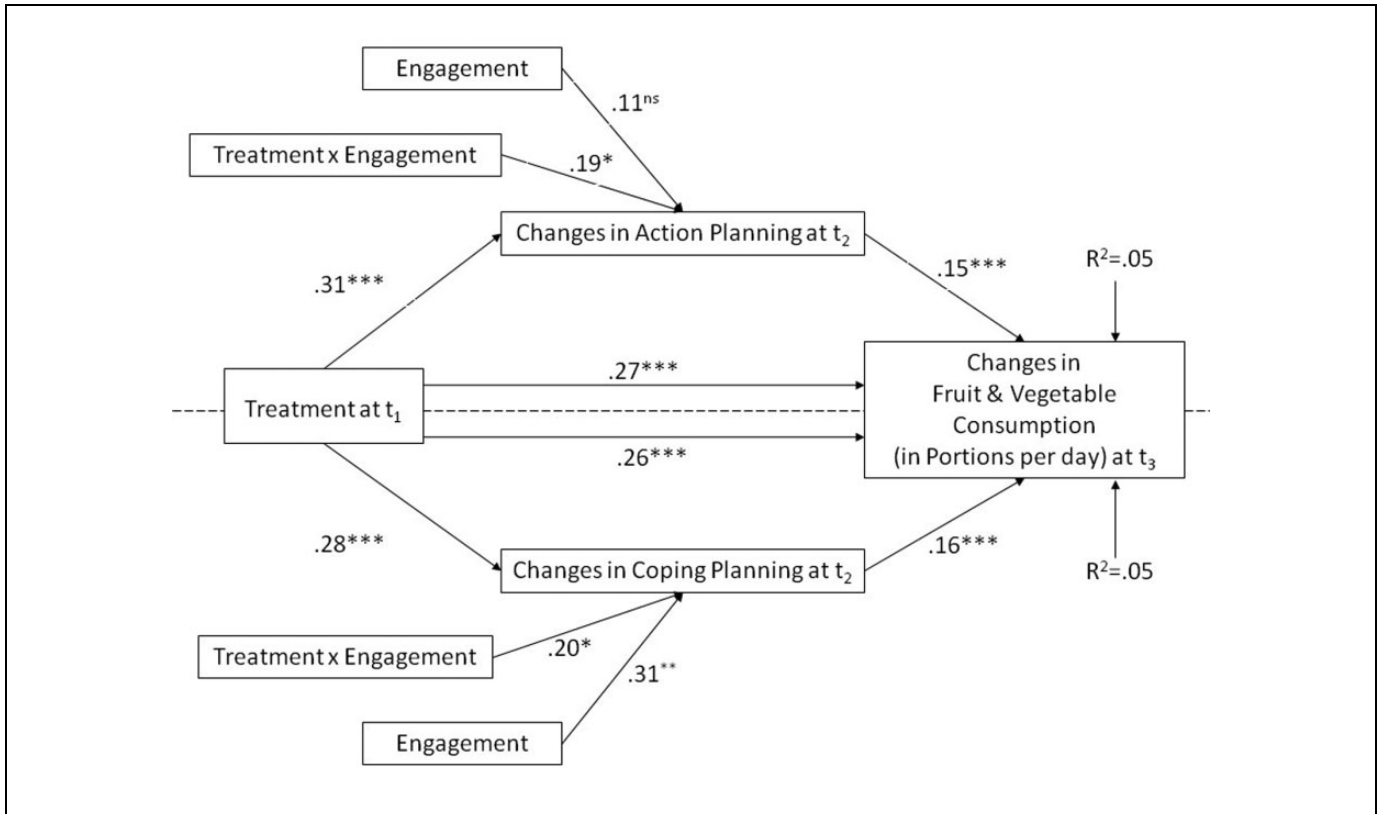 Engagement
.11ⁿˢ
Treatment x Engagement
.19*
Changes in Action Planning at t₂
.31***
.15***
R²=.05
.27***
Treatment at t₁
Changes in
Fruit & Vegetable
Consumption
(in Portions per day) at t₃
.26***
.28***
Changes in Coping Planning at t₂
.16***
R²=.05
Treatment x Engagement
.20*
.31**
Engagement